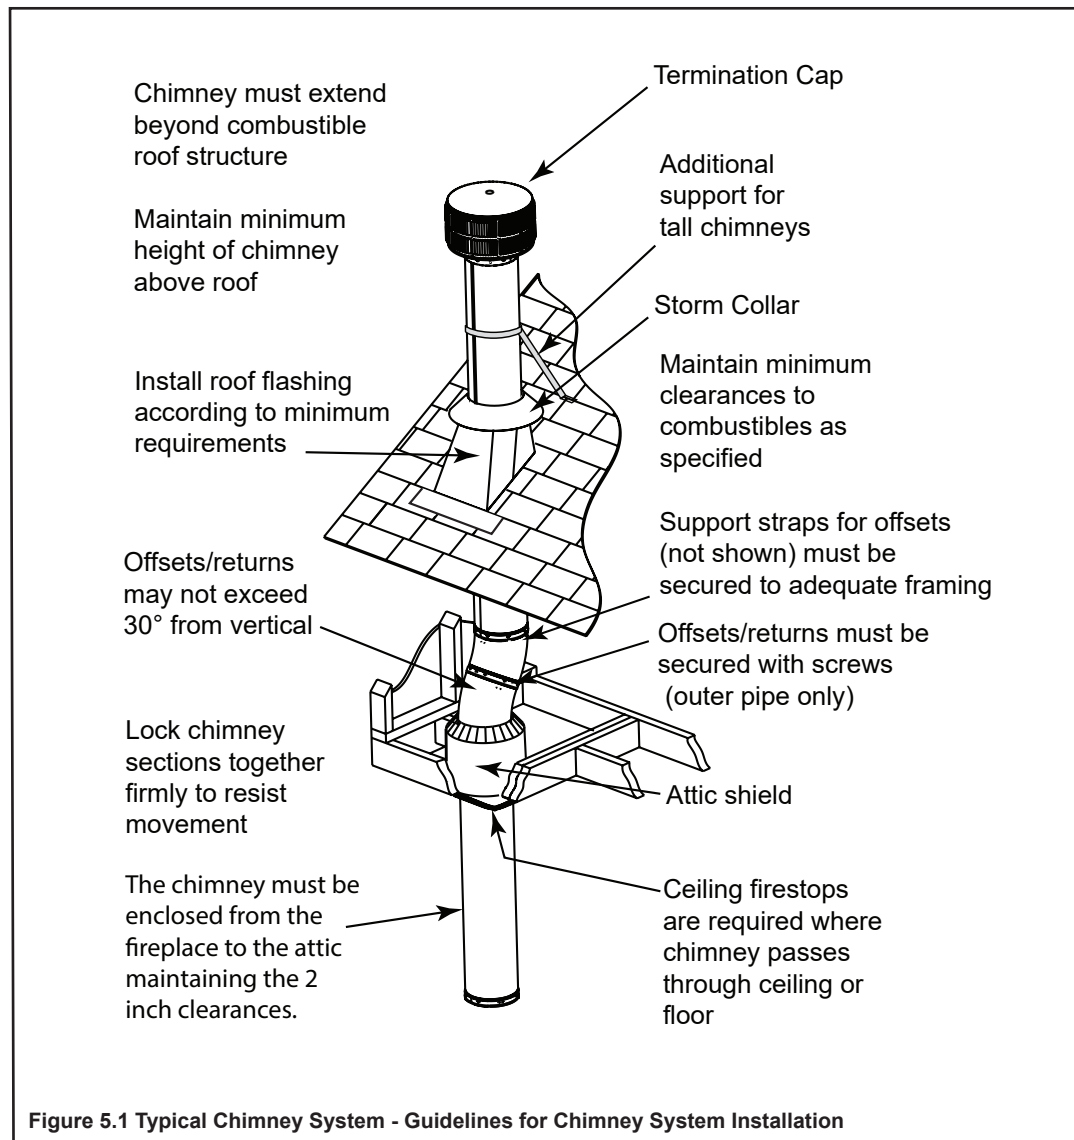 Chimney must extend
beyond combustible
roof structure
Maintain minimum
height of chimney
above roof
Install roof flashing
according to minimum
requirements
Offsets/returns
may not exceed
30° from vertical
Lock chimney
sections together
firmly to resist
movement
The chimney must be
enclosed from the
fireplace to the attic
maintaining the 2
inch clearances.
Termination Cap
Additional
support for
tall chimneys
Storm Collar
Maintain minimum
clearances to
combustibles as
specified
Support straps for offsets
(not shown) must be
secured to adequate framing
Offsets/returns must be
secured with screws
(outer pipe only)
Attic shield
Ceiling firestops
are required where
chimney passes
through ceiling or
floor
Figure 5.1 Typical Chimney System - Guidelines for Chimney System Installation